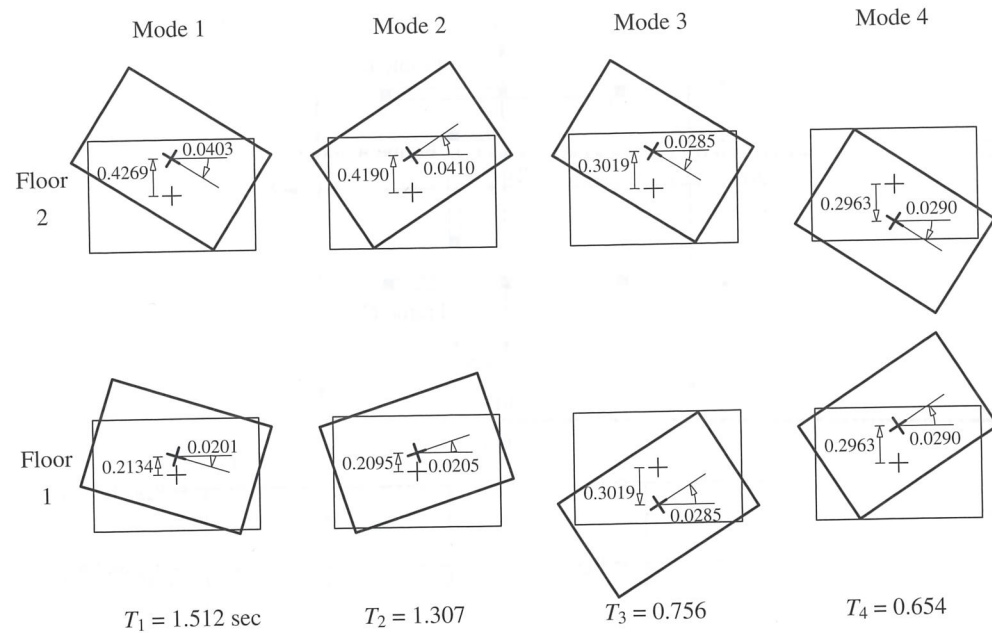 Mode 1 Mode 2 Mode 3 Mode 4
Floor
2
0.4269 0.0403
0.4190 0.0410
0.3019 0.0285
0.2963 0.0290
Floor
1
0.2134 0.0201
0.2095 0.0205
0.3019 0.0285
0.2963 0.0290
T₁ = 1.512 sec T₂ = 1.307 T₃ = 0.756 T₄ = 0.654